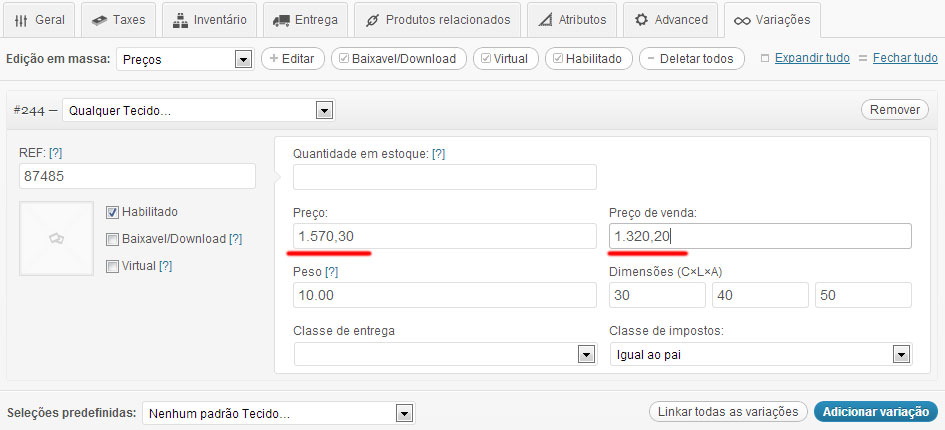 Geral Taxes Inventário Entrega Produtos relacionados Atributos Advanced Variações
Edição em massa: Preços + Editar Baixavel/Download Virtual Habilitado − Deletar todos Expandir tudo = Fechar tudo
#244 — Qualquer Tecido... Remover
REF: [?]
87485
Habilitado
Baixavel/Download [?]
Virtual [?]
Quantidade em estoque: [?]
Preço: Preço de venda:
1.570,30 1.320,20
Peso [?] Dimensões (C×L×A)
10.00 30 40 50
Classe de entrega Classe de impostos:
Igual ao pai
Seleções predefinidas: Nenhum padrão Tecido... Linkar todas as variações Adicionar variação